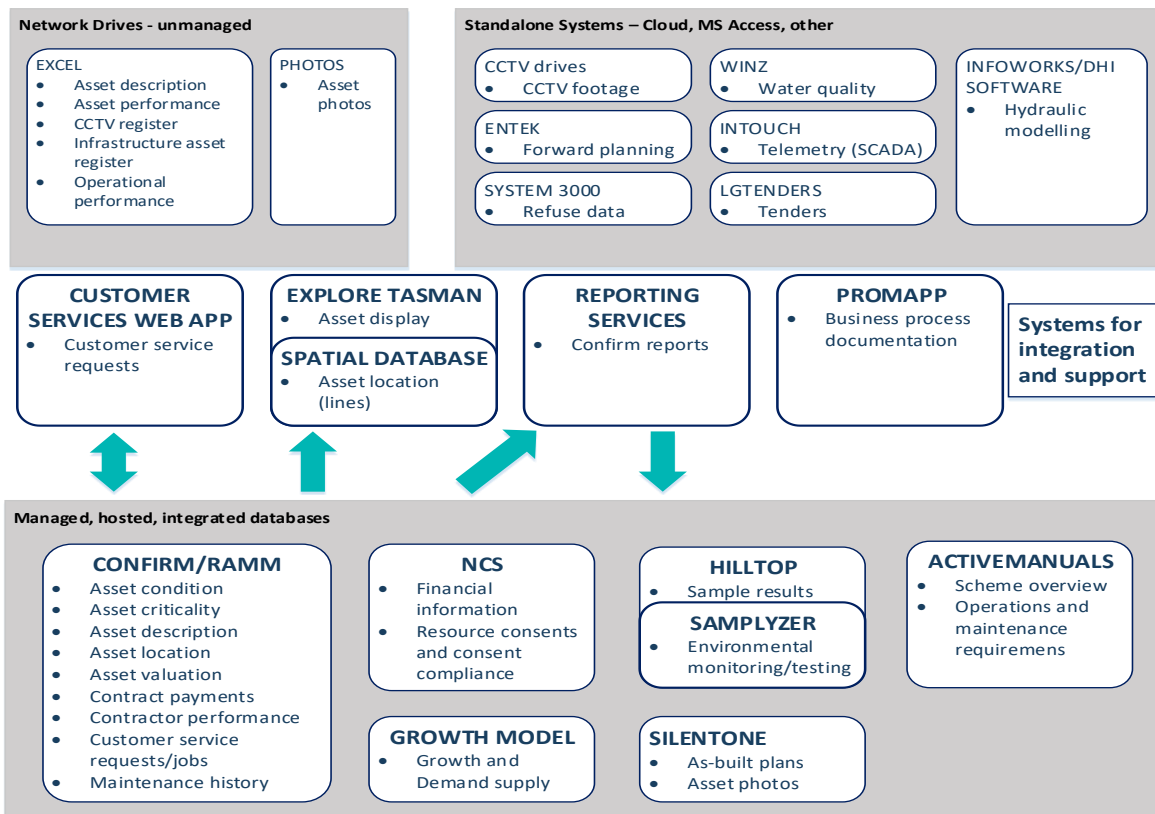 Network Drives - unmanaged
EXCEL
• Asset description
• Asset performance
• CCTV register
• Infrastructure asset
register
• Operational
performance
PHOTOS
• Asset
photos
Standalone Systems – Cloud, MS Access, other
CCTV drives
• CCTV footage
WINZ
• Water quality
INFOWORKS/DHI
SOFTWARE
• Hydraulic
modelling
ENTEK
• Forward planning
INTOUCH
• Telemetry (SCADA)
SYSTEM 3000
• Refuse data
LGTENDERS
• Tenders
CUSTOMER
SERVICES WEB APP
• Customer service
requests
EXPLORE TASMAN
• Asset display
SPATIAL DATABASE
• Asset location
(lines)
REPORTING
SERVICES
• Confirm reports
PROMAPP
• Business process
documentation
Systems for
integration
and support
Managed, hosted, integrated databases
CONFIRM/RAMM
• Asset condition
• Asset criticality
• Asset description
• Asset location
• Asset valuation
• Contract payments
• Contractor performance
• Customer service
requests/jobs
• Maintenance history
NCS
• Financial
information
• Resource consents
and consent
compliance
HILLTOP
• Sample results
SAMPLYZER
• Environmental
monitoring/testing
ACTIVEMANUALS
• Scheme overview
• Operations and
maintenance
requiremens
GROWTH MODEL
• Growth and
Demand supply
SILENTONE
• As-built plans
• Asset photos